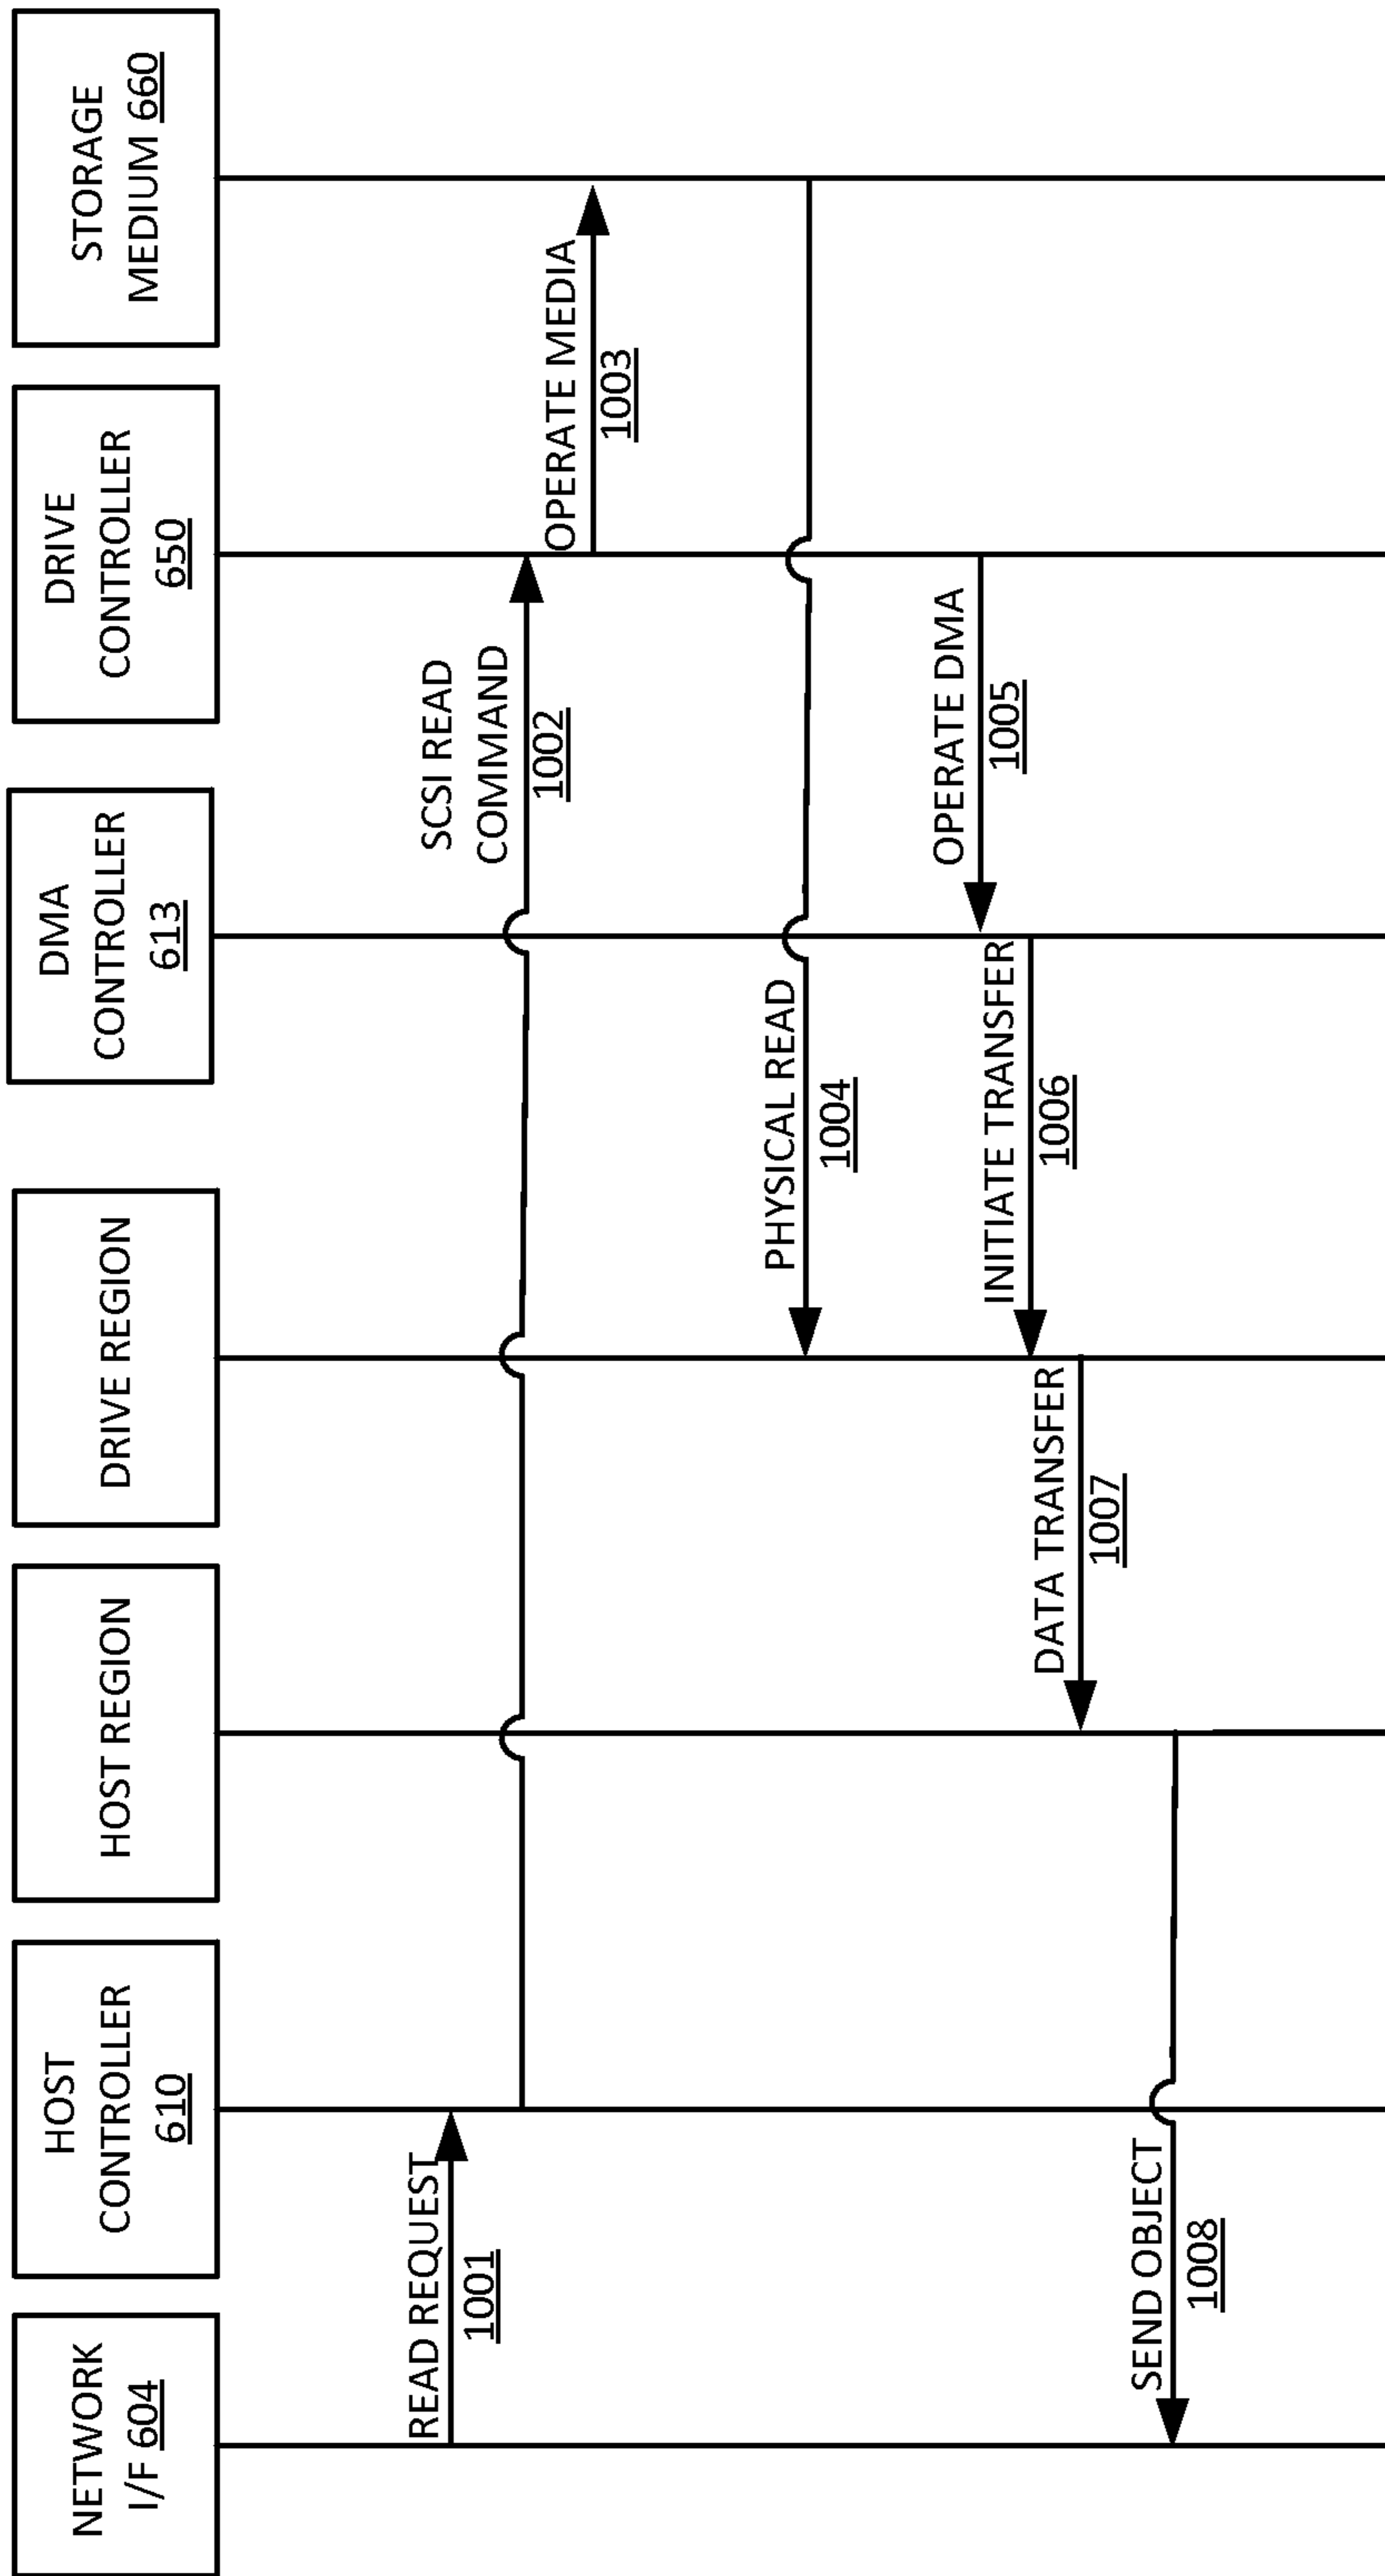 NETWORK
I/F 604
HOST
CONTROLLER
610
HOST REGION
DRIVE REGION
DMA
CONTROLLER
613
DRIVE
CONTROLLER
650
STORAGE
MEDIUM 660
READ REQUEST
1001
SCSI READ
COMMAND
1002
OPERATE MEDIA
1003
PHYSICAL READ
1004
OPERATE DMA
1005
INITIATE TRANSFER
1006
DATA TRANSFER
1007
SEND OBJECT
1008